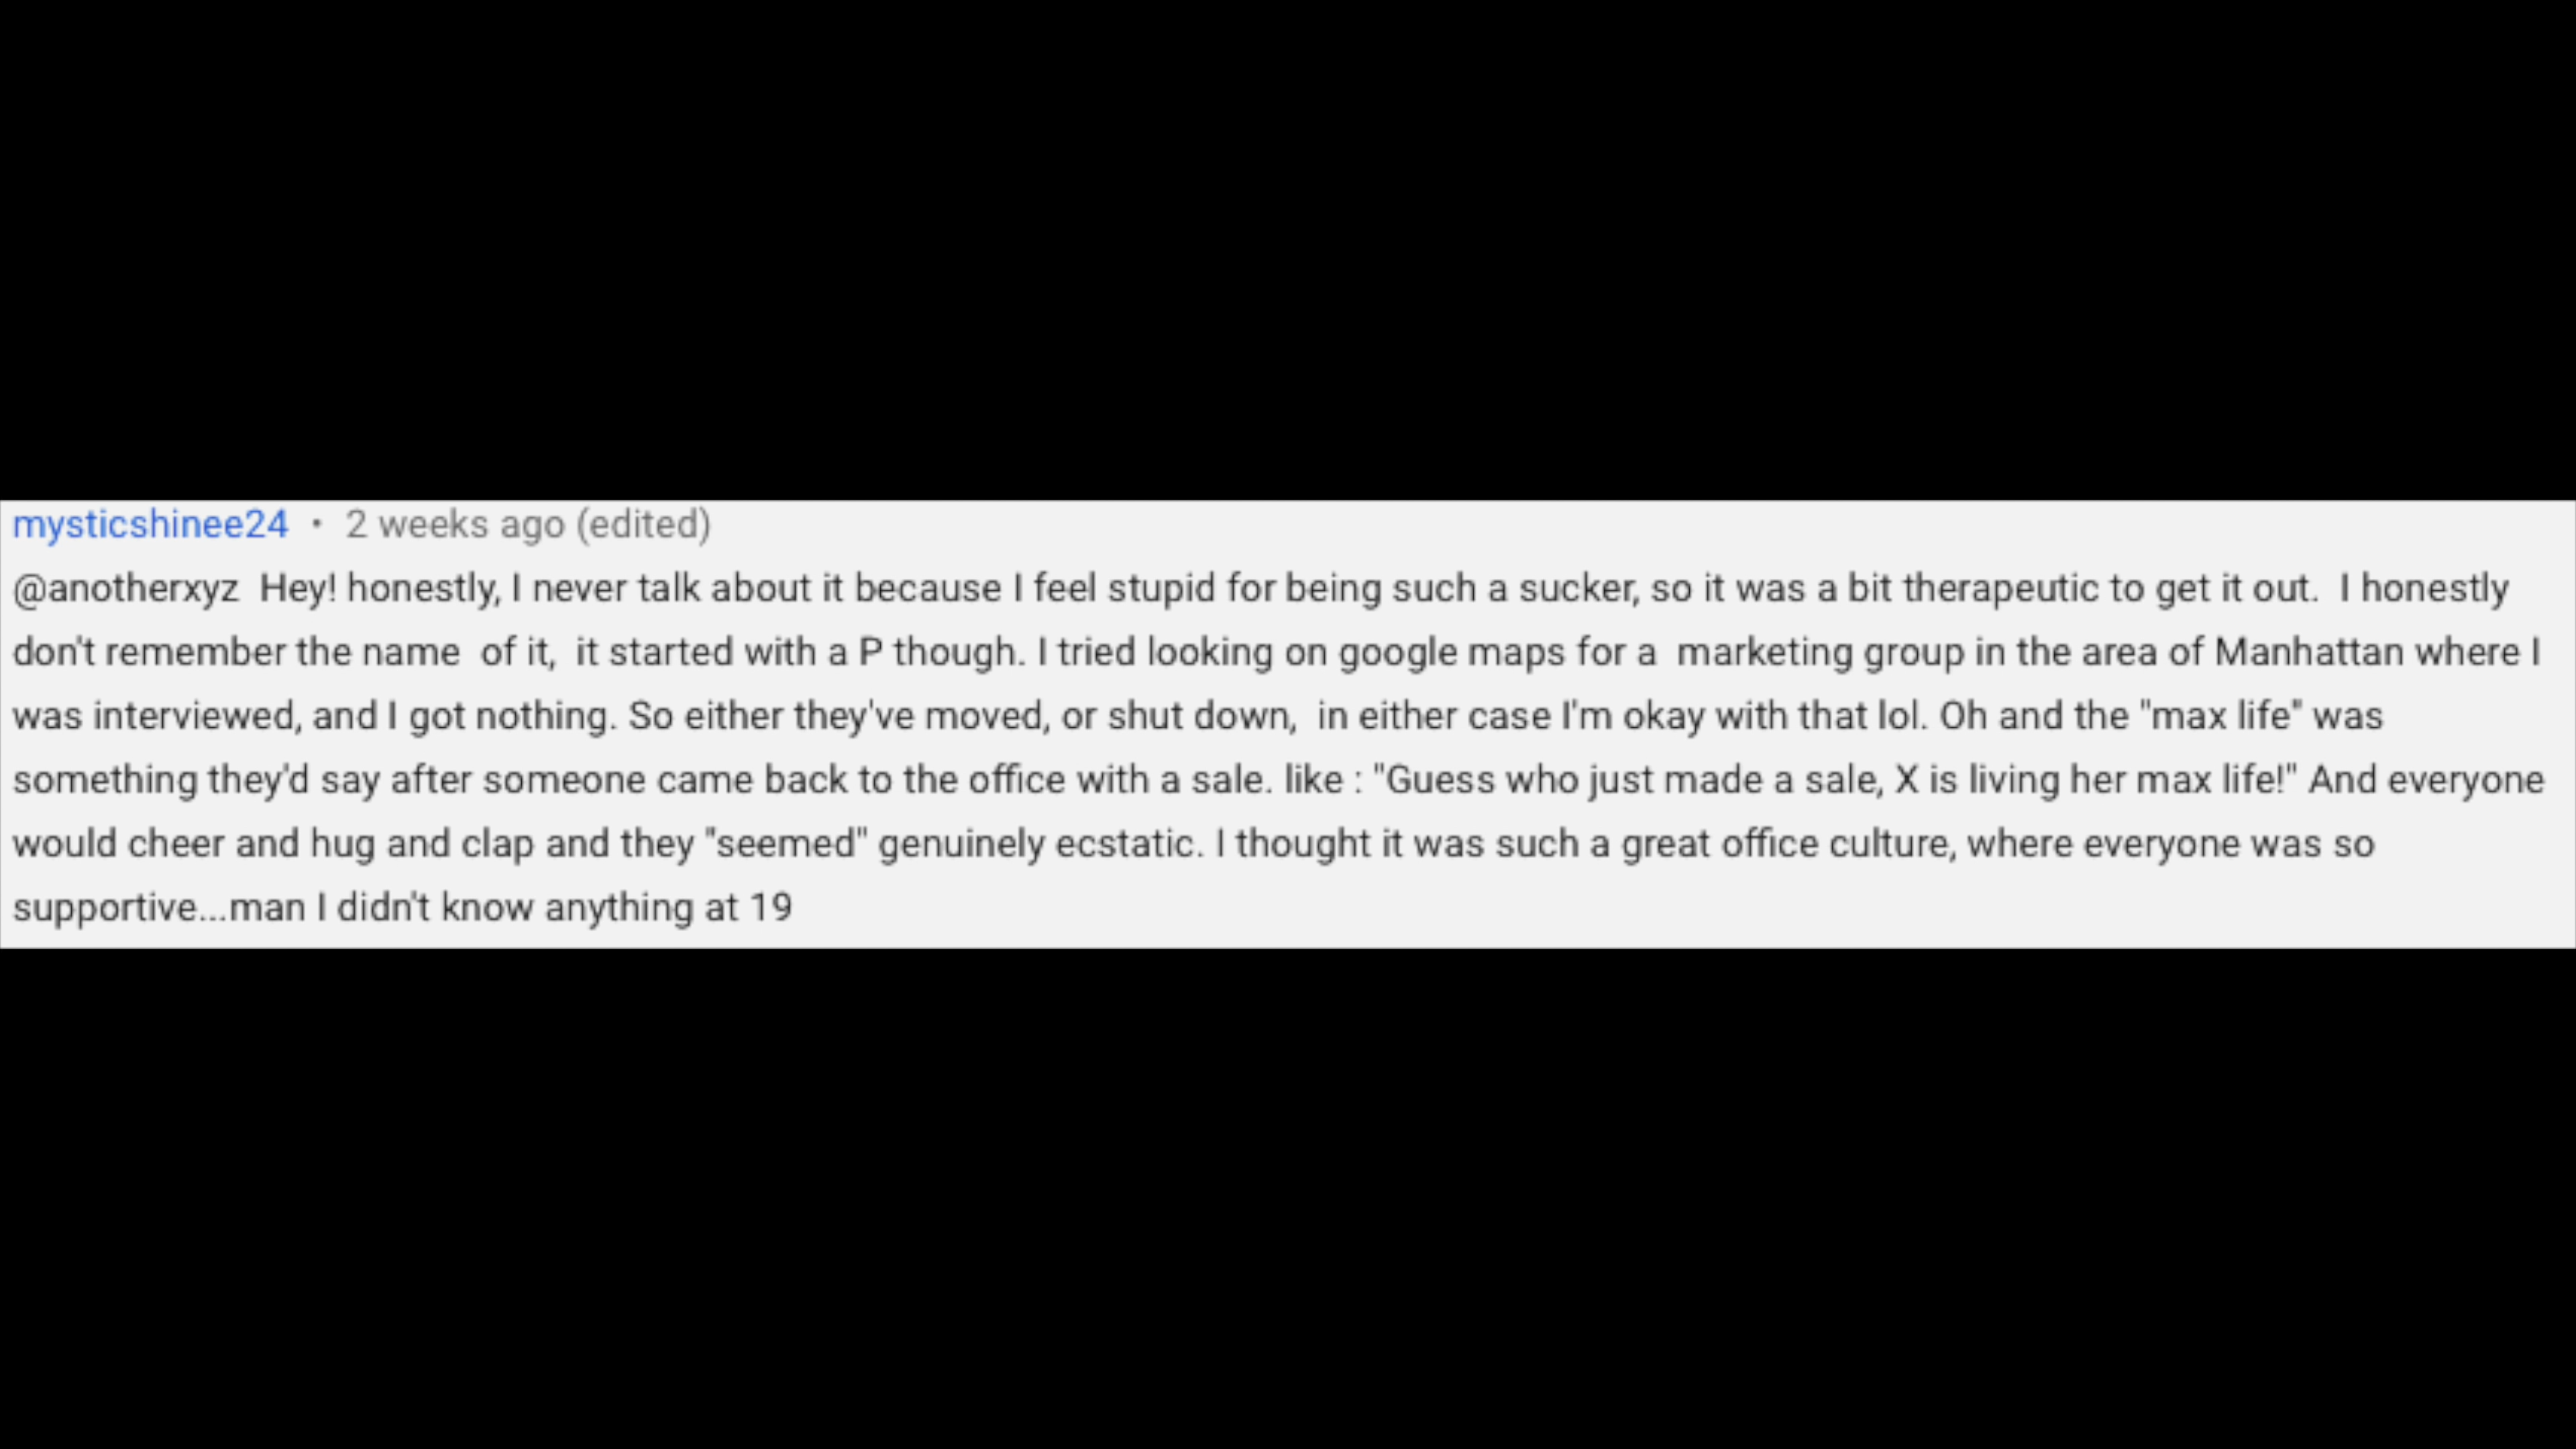 mysticshinee24 • 2 weeks ago (edited)
@anotherxyz  Hey! honestly, I never talk about it because I feel stupid for being such a sucker, so it was a bit therapeutic to get it out.  I honestly
don't remember the name  of it,  it started with a P though. I tried looking on google maps for a  marketing group in the area of Manhattan where I
was interviewed, and I got nothing. So either they've moved, or shut down,  in either case I'm okay with that lol. Oh and the "max life" was
something they'd say after someone came back to the office with a sale. like : "Guess who just made a sale, X is living her max life!" And everyone
would cheer and hug and clap and they "seemed" genuinely ecstatic. I thought it was such a great office culture, where everyone was so
supportive...man I didn't know anything at 19